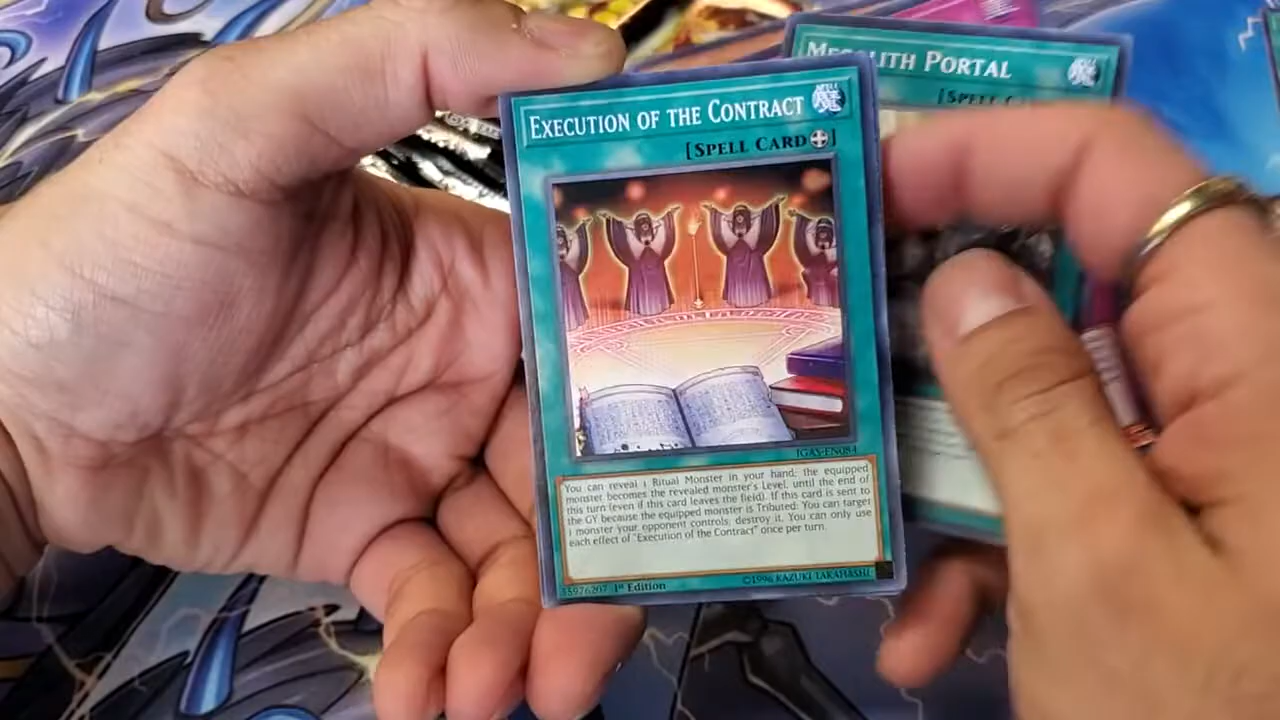 MEGALITH PORTAL
[SPELL CA
EXECUTION OF THE CONTRACT
SPELL
魔
[SPELL CARD]
IGAS-EN084
You can reveal 1 Ritual Monster in your hand; the equipped
monster becomes the revealed monster's Level, until the end of
this turn (even if this card leaves the field). If this card is sent to
the GY because the equipped monster is Tributed: You can target
1 monster your opponent controls; destroy it. You can only use
each effect of "Execution of the Contract" once per turn.
35976207 1st Edition
©1996 KAZUKI TAKAHASHI